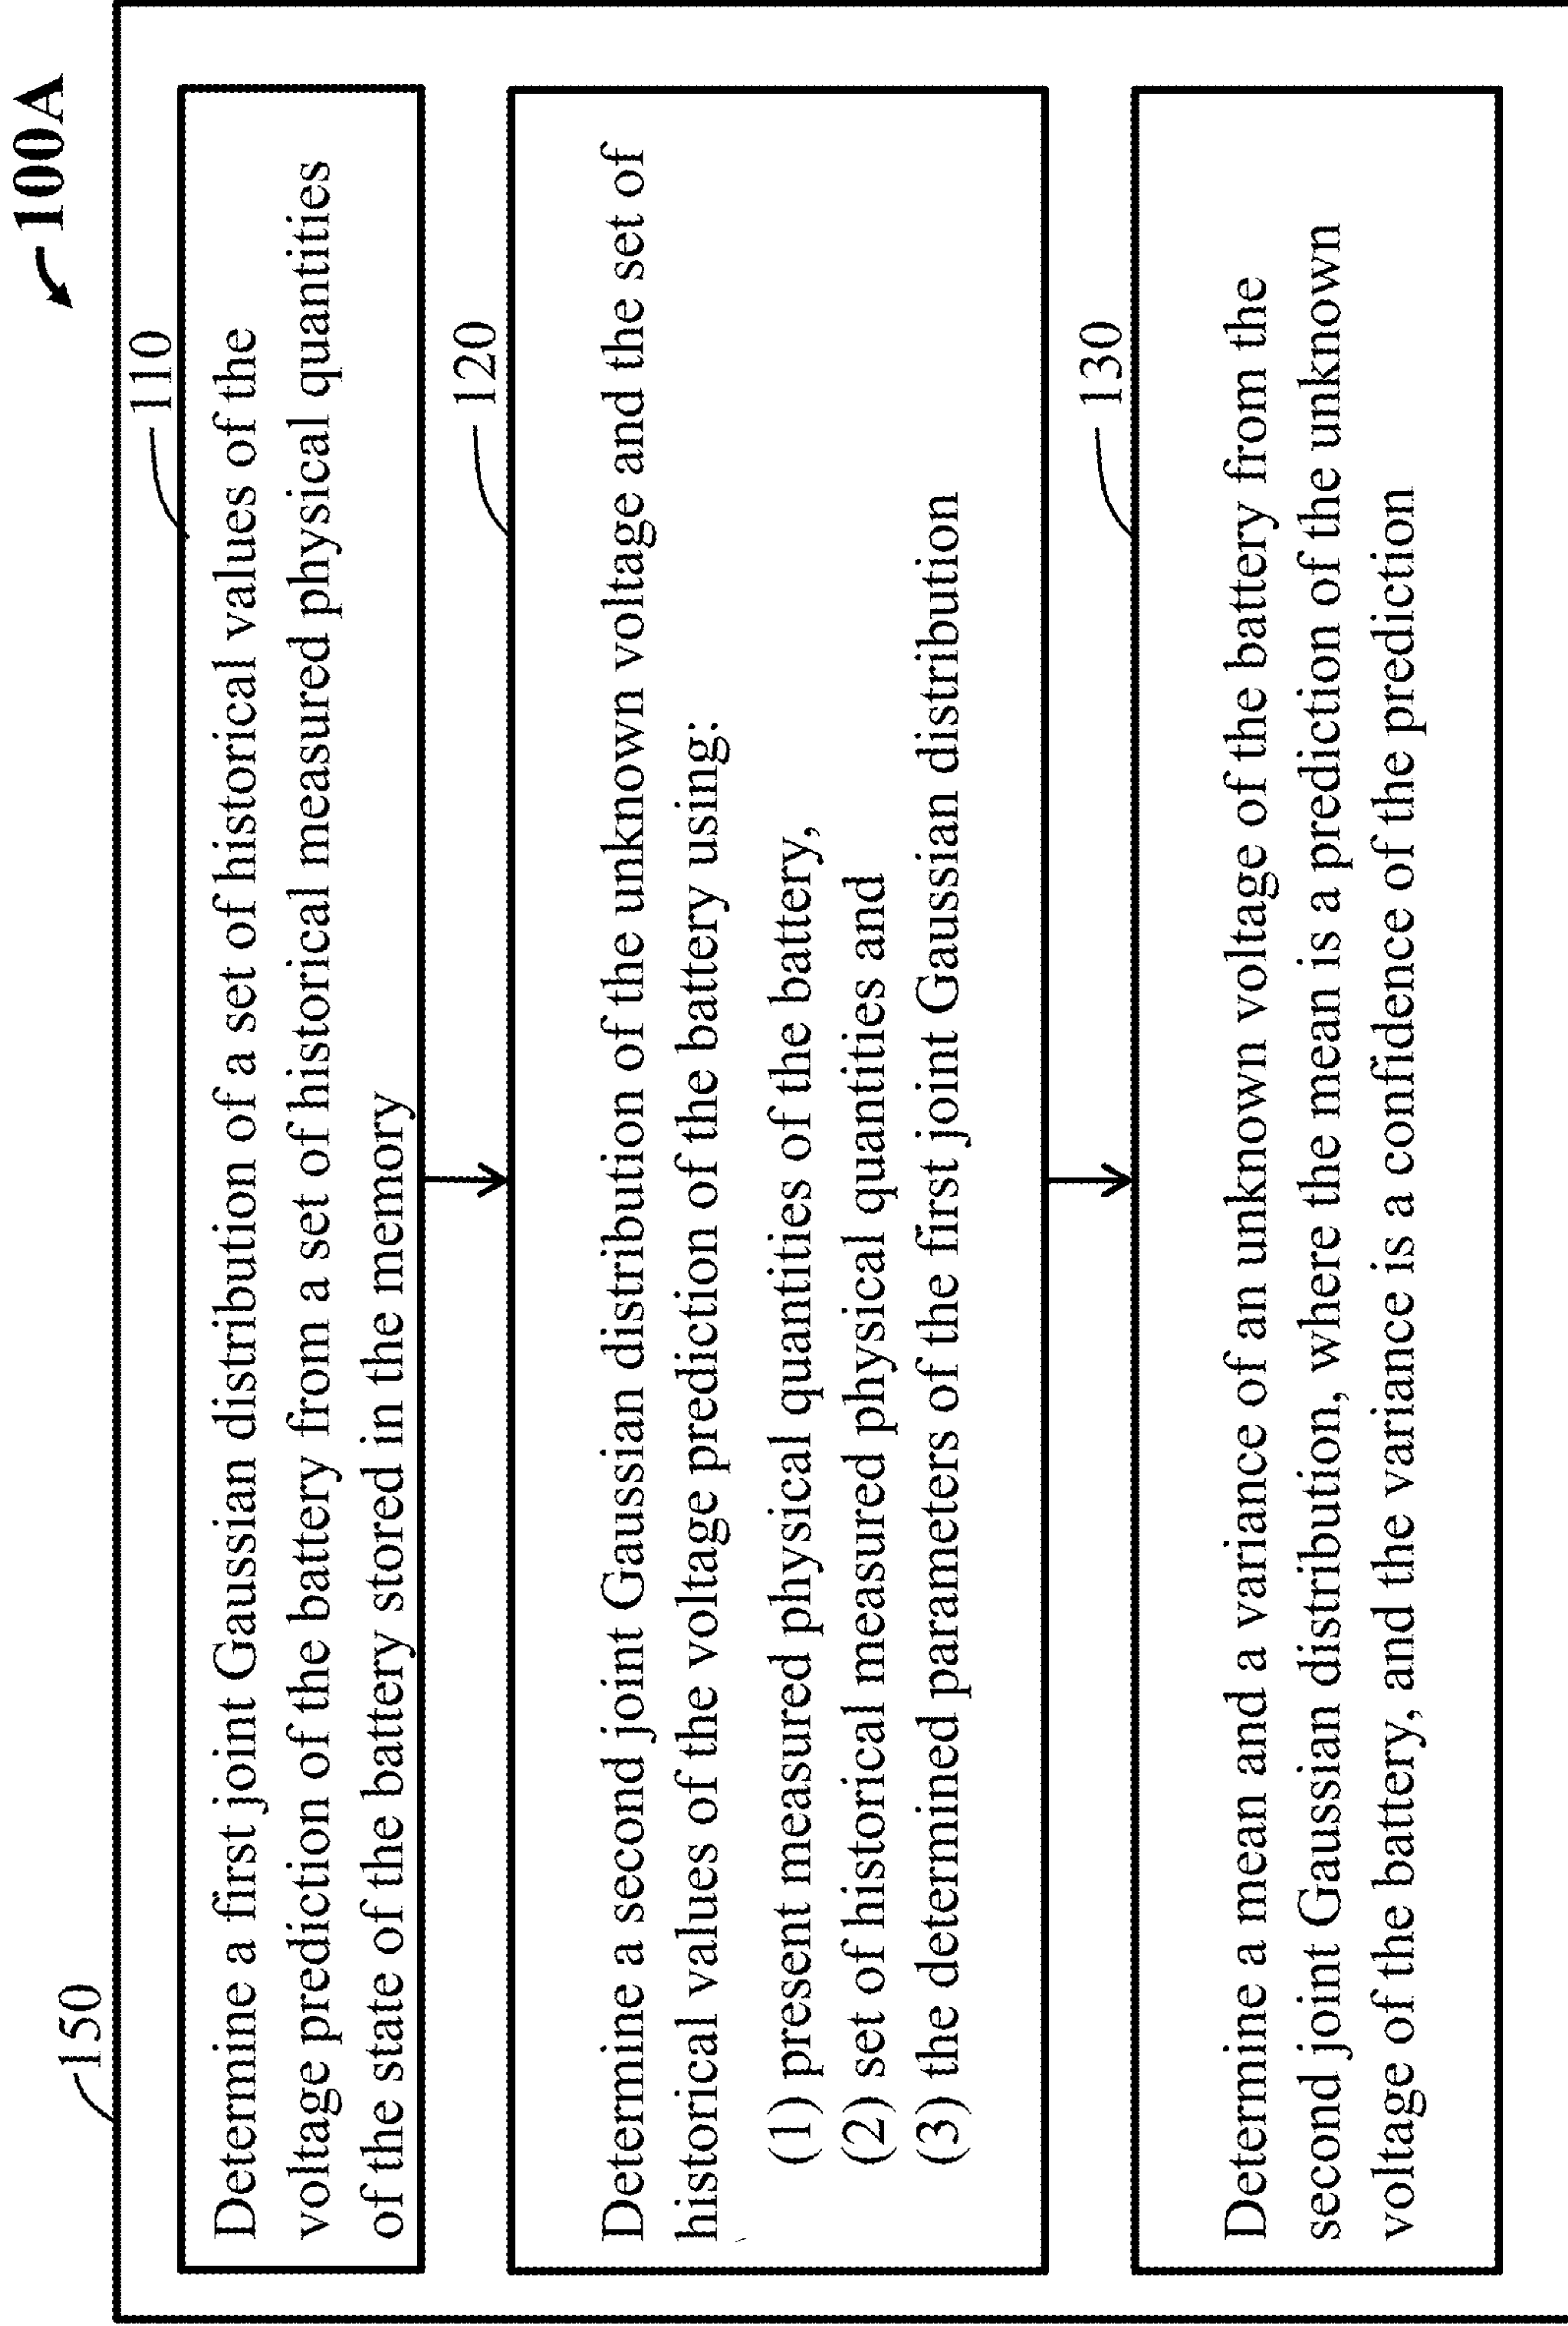 100A
150
110
Determine a first joint Gaussian distribution of a set of historical values of the
voltage prediction of the battery from a set of historical measured physical quantities
of the state of the battery stored in the memory
120
Determine a second joint Gaussian distribution of the unknown voltage and the set of
historical values of the voltage prediction of the battery using:
(1) present measured physical quantities of the battery,
(2) set of historical measured physical quantities and
(3) the determined parameters of the first joint Gaussian distribution
130
Determine a mean and a variance of an unknown voltage of the battery from the
second joint Gaussian distribution, where the mean is a prediction of the unknown
voltage of the battery, and the variance is a confidence of the prediction